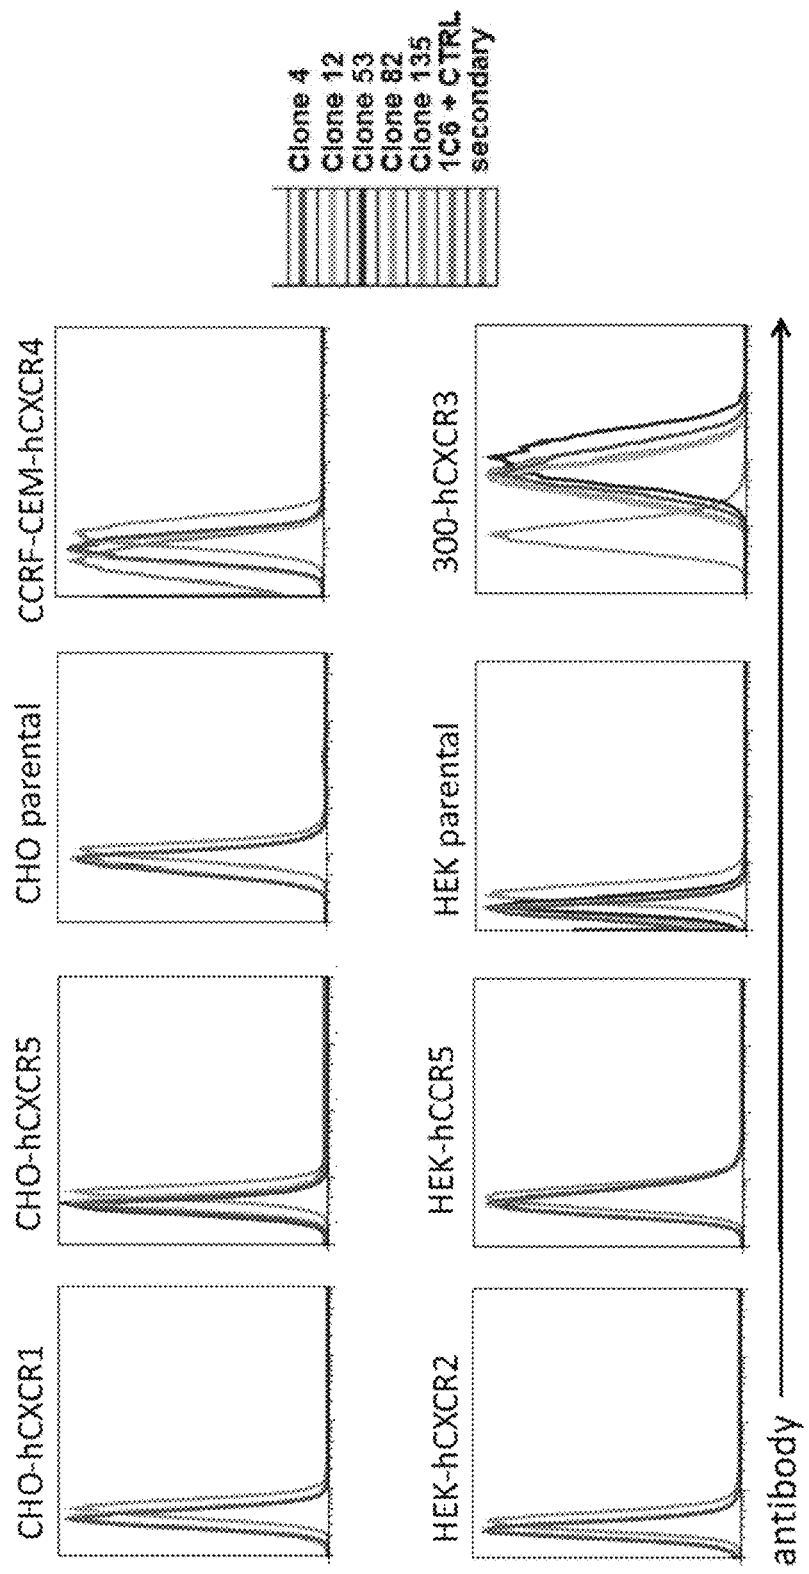 CHO-hCXCR1
CHO-hCXCR5
CHO parental
CCRF-CEM-hCXCR4
HEK-hCXCR2
HEK-hCCR5
HEK parental
300-hCXCR3
antibody
Clone 4
Clone 12
Clone 53
Clone 82
Clone 135
1C6 + CTRL
secondary